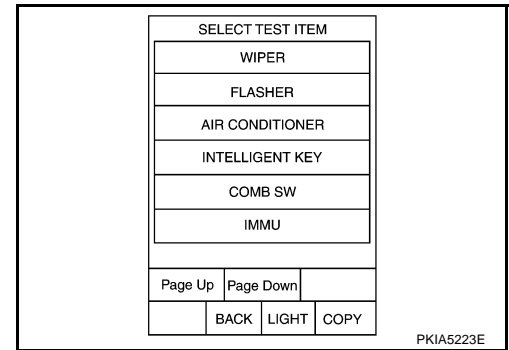 SELECT TEST ITEM
WIPER
FLASHER
AIR CONDITIONER
INTELLIGENT KEY
COMB SW
IMMU
Page Up Page Down
BACK LIGHT COPY
PKIA5223E